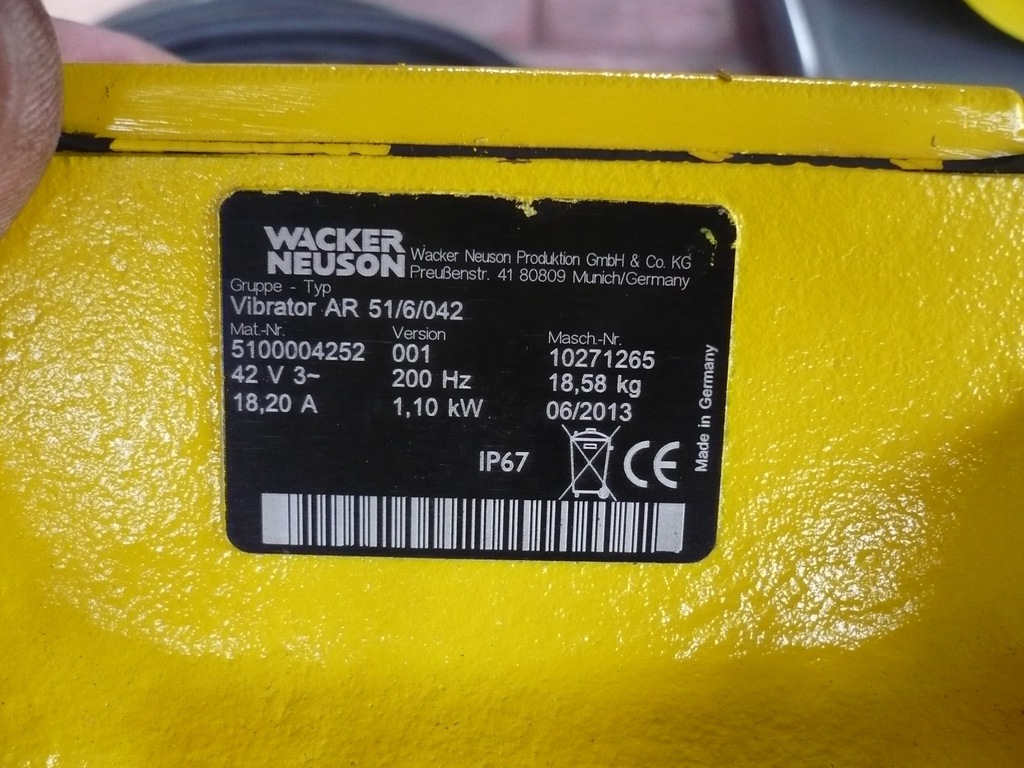 WACKER
NEUSON
Wacker Neuson Produktion GmbH & Co. KG
Preußenstr. 41 80809 Munich/Germany
Gruppe - Typ
Vibrator AR 51/6/042
Mat.-Nr. Version Masch.-Nr.
5100004252 001 10271265
42 V 3~ 200 Hz 18,58 kg
18,20 A 1,10 kW 06/2013
IP67 CE
Made in Germany